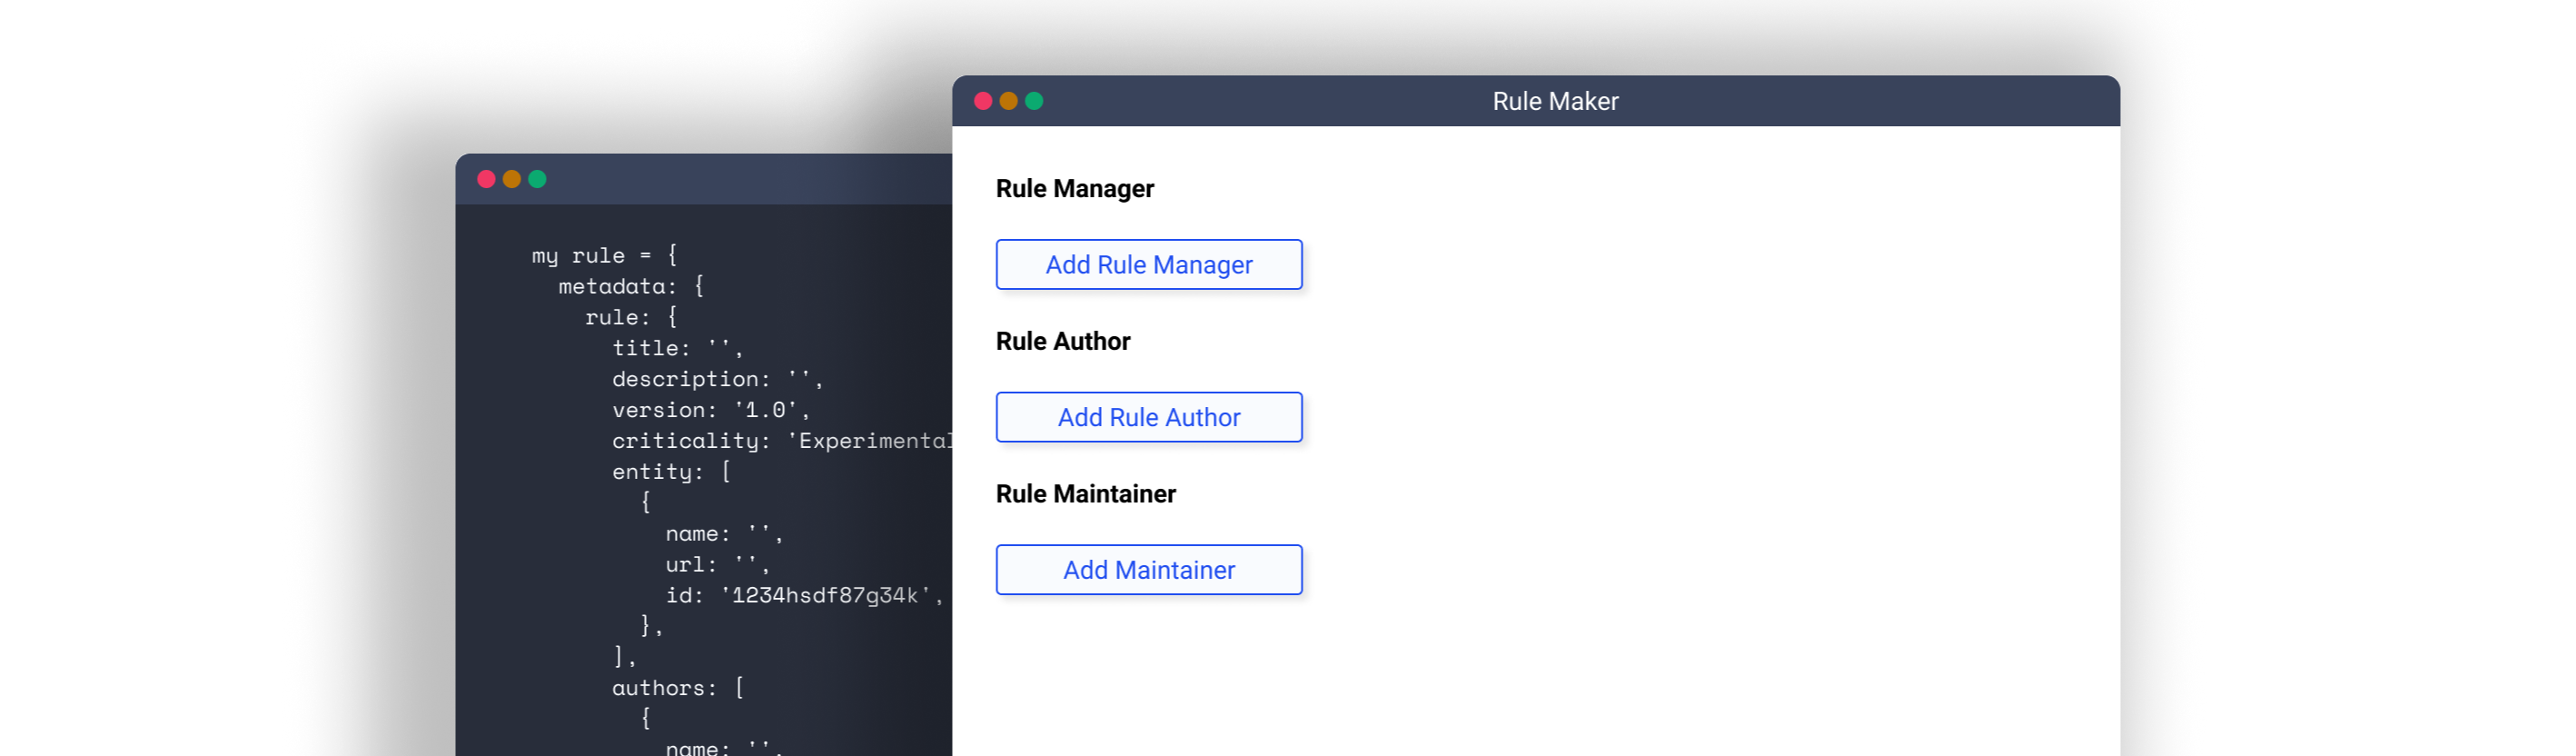 my rule = {
metadata: {
rule: {
title: '',
description: '',
version: '1.0',
criticality: 'Experimental
entity: [
{
name: '',
url: '',
id: '1234hsdf87g34k',
},
],
authors: [
{
name: '',
Rule Maker
Rule Manager
Add Rule Manager
Rule Author
Add Rule Author
Rule Maintainer
Add Maintainer